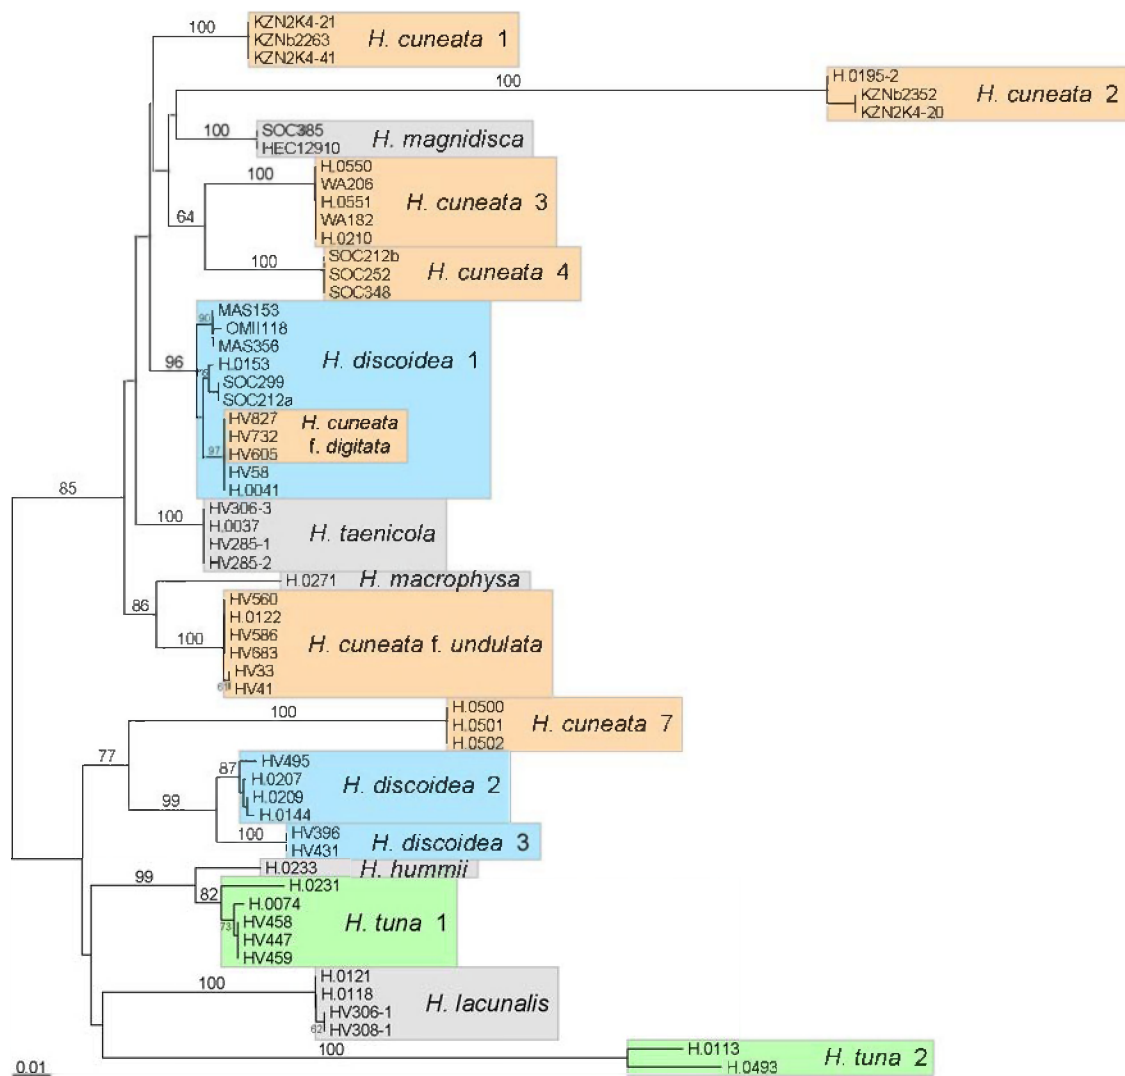 KZN2K4-21
100
KZNb2263
H. cuneata 1
KZN2K4-41
100
H.0195-2
KZNb2352
H. cuneata 2
KZN2K4-20
100
SOC385
H. magnidisca
HEC12910
100
H.0550
WA206
H.0551
H. cuneata 3
WA182
H.0210
64
100
SOC212b
SOC252
H. cuneata 4
SOC348
96
90
MAS153
OMII118
MAS356
H. discoidea 1
H.0153
SOC299
SOC212a
97
HV827
H. cuneata
HV732
f. digitata
HV605
HV58
H.0041
85
100
HV306-3
H.0037
H. taenicola
HV285-1
HV285-2
86
H.0271
H. macrophysa
100
HV560
H.0122
HV586
H. cuneata f. undulata
HV683
HV33
HV41
77
100
H.0500
H.0501
H. cuneata 7
H.0502
99
87
HV495
H.0207
H. discoidea 2
H.0209
H.0144
100
HV396
H. discoidea 3
HV431
99
H.0233
H. hummii
82
H.0231
73
H.0074
HV458
H. tuna 1
HV447
HV459
100
H.0121
H.0118
H. lacunalis
HV306-1
62
HV308-1
100
H.0113
H. tuna 2
H.0493
0.01